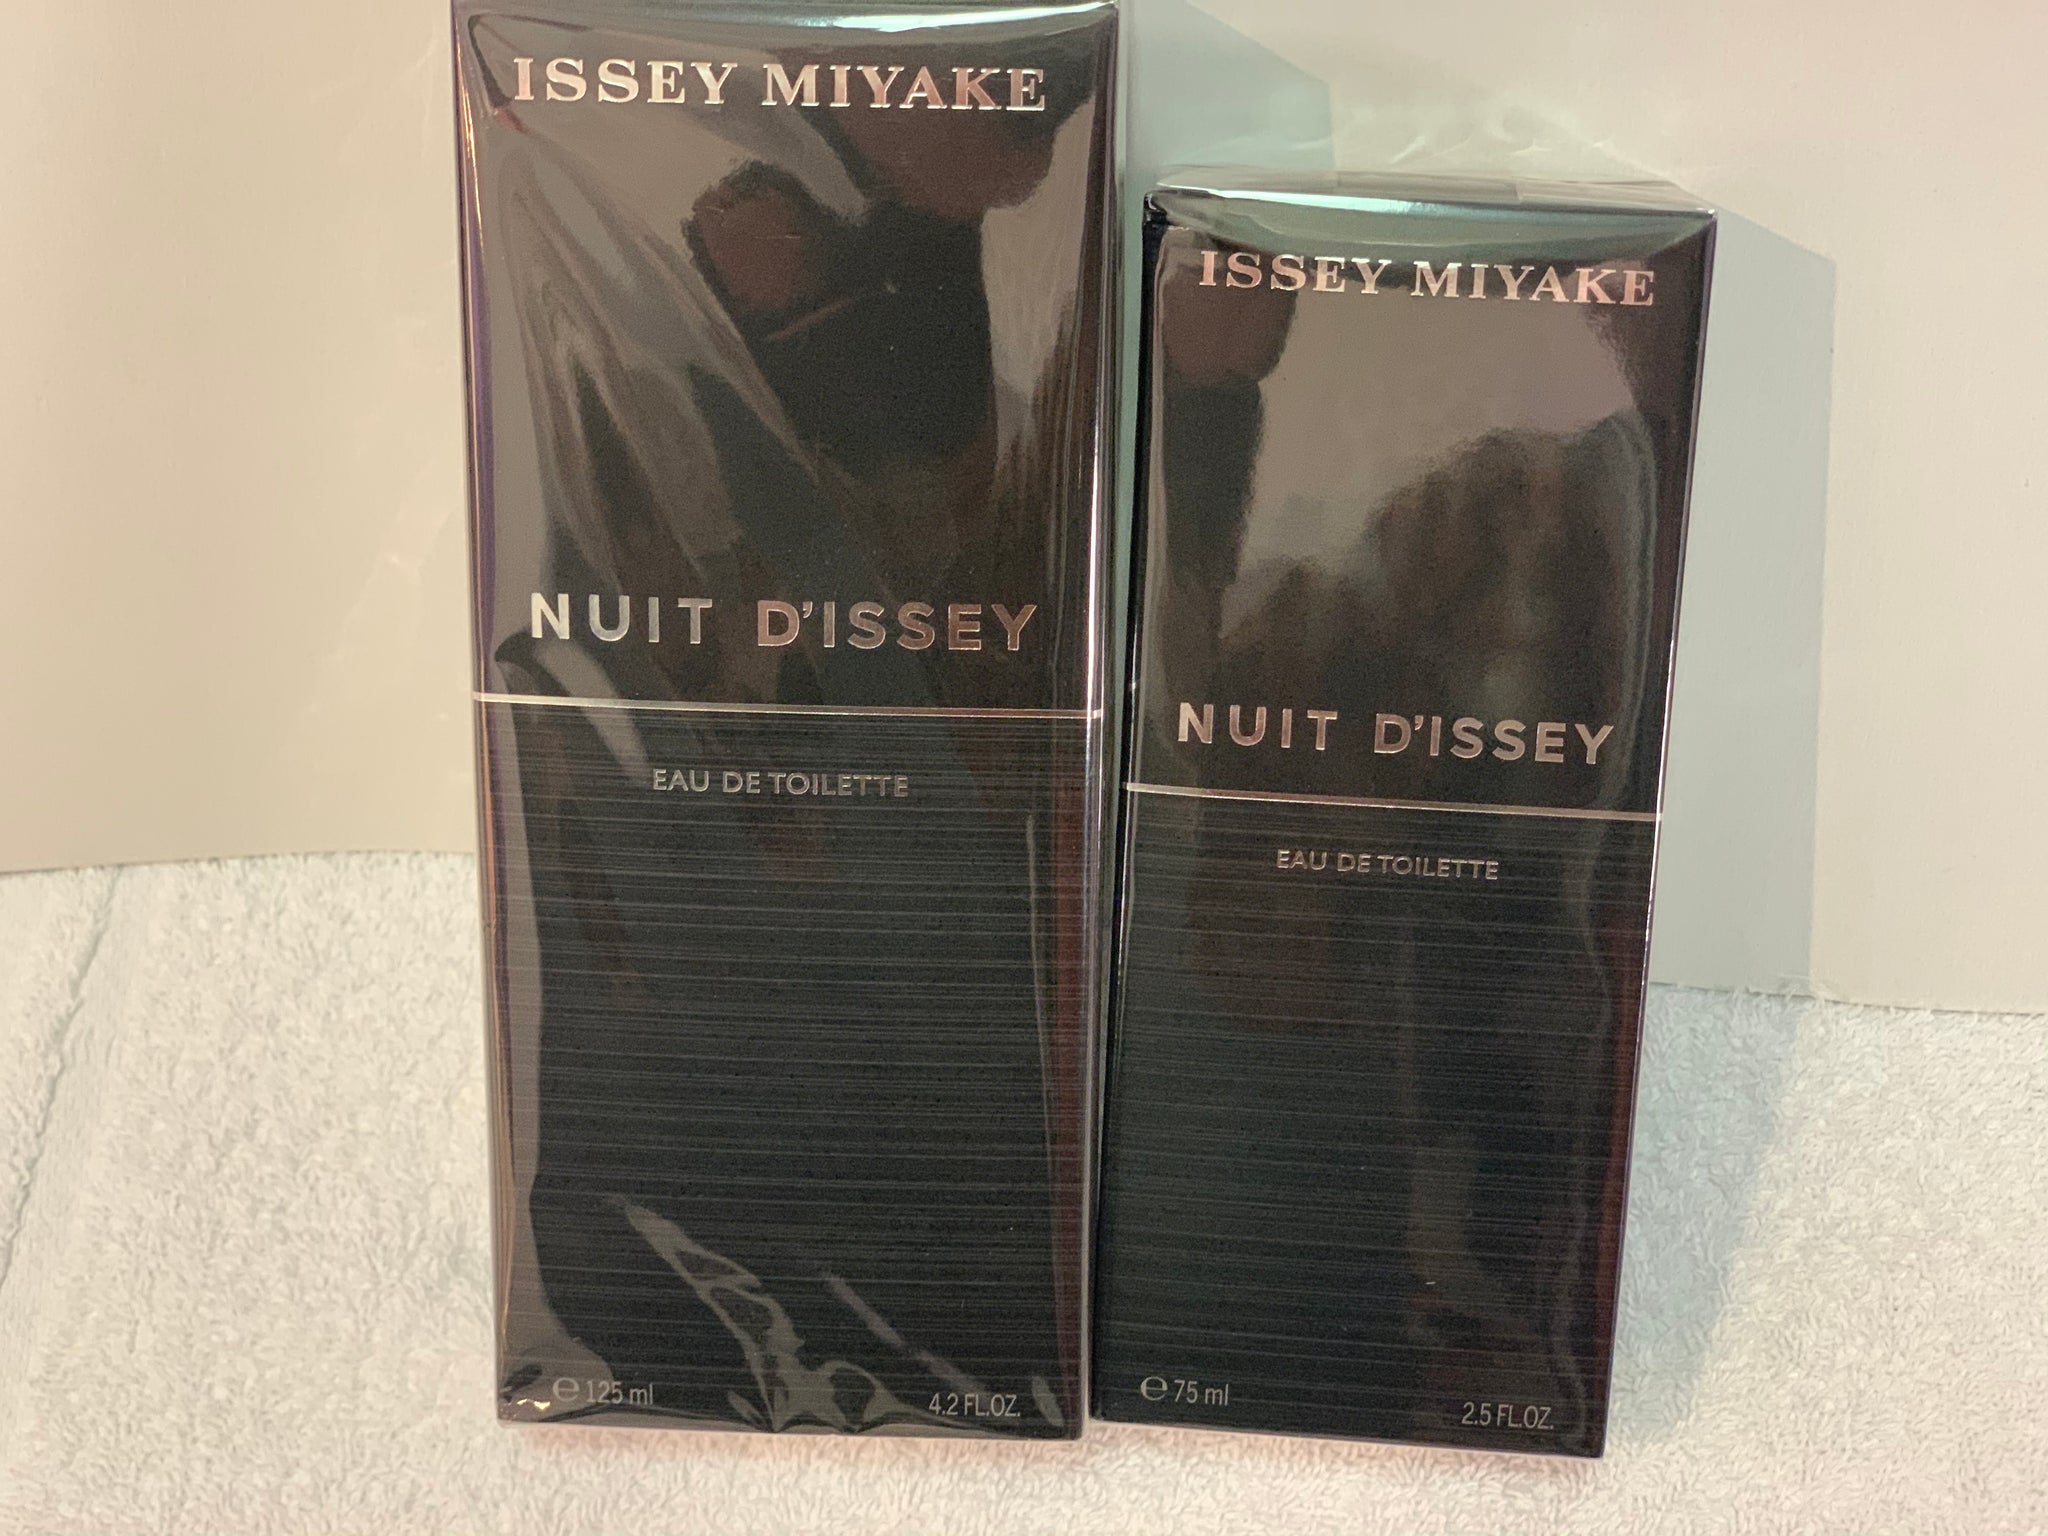 ISSEY MIYAKE
NUIT D'ISSEY
EAU DE TOILETTE
℮ 125 ml
4.2 FL.OZ.
ISSEY MIYAKE
NUIT D'ISSEY
EAU DE TOILETTE
℮ 75 ml
2.5 FL.OZ.